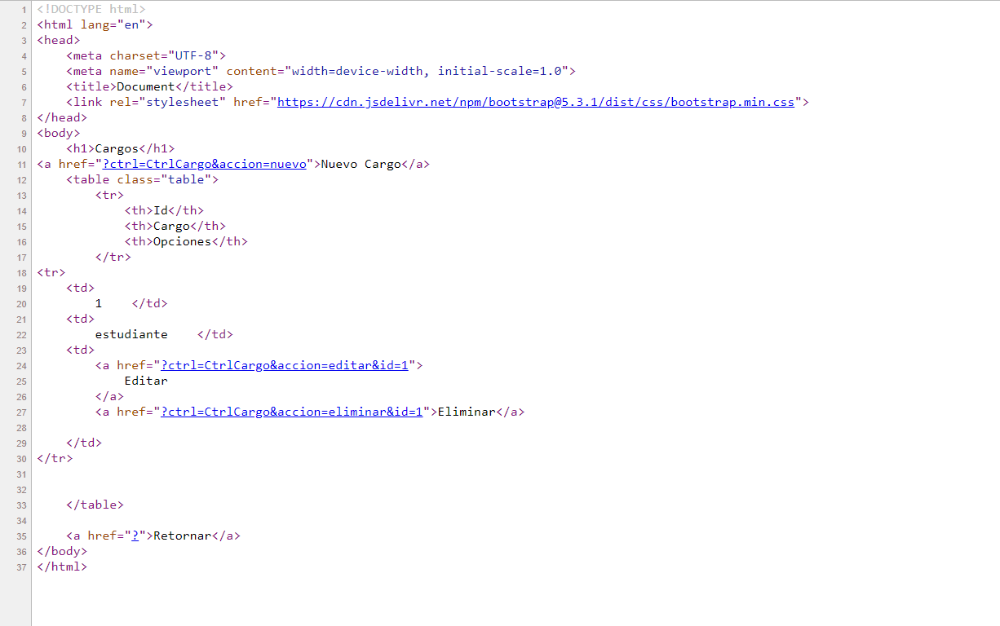 1 <!DOCTYPE html>
2 <html lang="en">
3 <head>
4     <meta charset="UTF-8">
5     <meta name="viewport" content="width=device-width, initial-scale=1.0">
6     <title>Document</title>
7     <link rel="stylesheet" href="https://cdn.jsdelivr.net/npm/bootstrap@5.3.1/dist/css/bootstrap.min.css">
8 </head>
9 <body>
10     <h1>Cargos</h1>
11 <a href="?ctrl=CtrlCargo&accion=nuevo">Nuevo Cargo</a>
12     <table class="table">
13         <tr>
14             <th>Id</th>
15             <th>Cargo</th>
16             <th>Opciones</th>
17         </tr>
18 <tr>
19     <td>
20         1    </td>
21     <td>
22         estudiante    </td>
23     <td>
24         <a href="?ctrl=CtrlCargo&accion=editar&id=1">
25             Editar
26         </a>
27         <a href="?ctrl=CtrlCargo&accion=eliminar&id=1">Eliminar</a>
28
29     </td>
30 </tr>
31
32
33     </table>
34
35     <a href="?">Retornar</a>
36 </body>
37 </html>